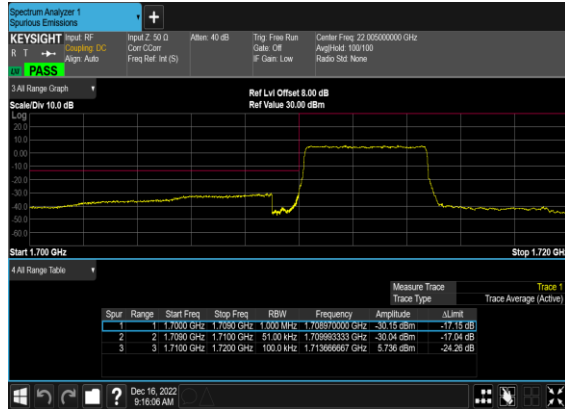 Spectrum Analyzer 1
Spurious Emissions
+
KEYSIGHT Input: RF Input Z: 50 Ω Atten: 40 dB Trig: Free Run Center Freq: 22.005000000 GHz
R T Coupling: DC Corr CCorr Gate: Off Avg|Hold: 100/100
Align: Auto Freq Ref: Int (S) IF Gain: Low Radio Std: None
PASS
3 All Range Graph
Ref Lvl Offset 8.00 dB
Scale/Div 10.0 dB Ref Value 30.00 dBm
Log
20.0
10.0
0.00
-10.0
-20.0
-30.0
-40.0
-50.0
-60.0
Start 1.700 GHz Stop 1.720 GHz
4 All Range Table
Measure Trace Trace 1
Trace Type Trace Average (Active)
Spur Range Start Freq Stop Freq RBW Frequency Amplitude ΔLimit
1 1 1.7000 GHz 1.7090 GHz 1.000 MHz 1.708970000 GHz -30.15 dBm -17.15 dB
2 2 1.7090 GHz 1.7100 GHz 51.00 kHz 1.709993333 GHz -30.04 dBm -17.04 dB
3 3 1.7100 GHz 1.7200 GHz 100.0 kHz 1.713666667 GHz 5.736 dBm -24.26 dB
? Dec 16, 2022
9:16:06 AM